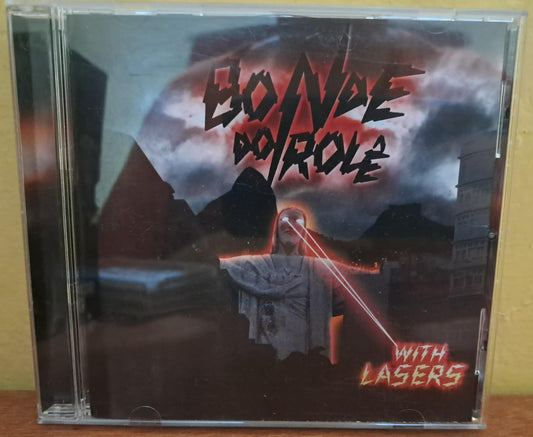 BONDE
DO ROLÊ
WITH
LASERS